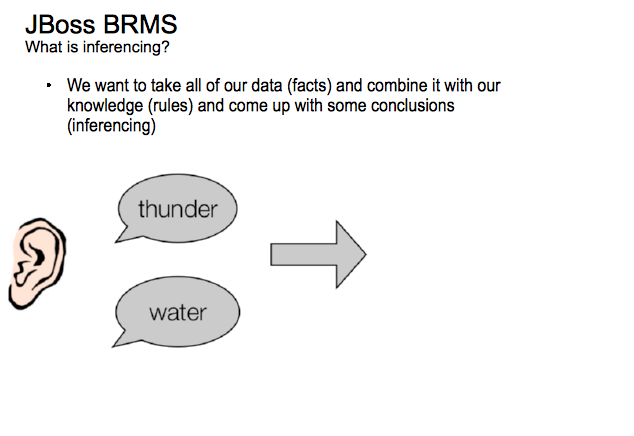 JBoss BRMS
What is inferencing?
• We want to take all of our data (facts) and combine it with our
knowledge (rules) and come up with some conclusions
(inferencing)
thunder
water